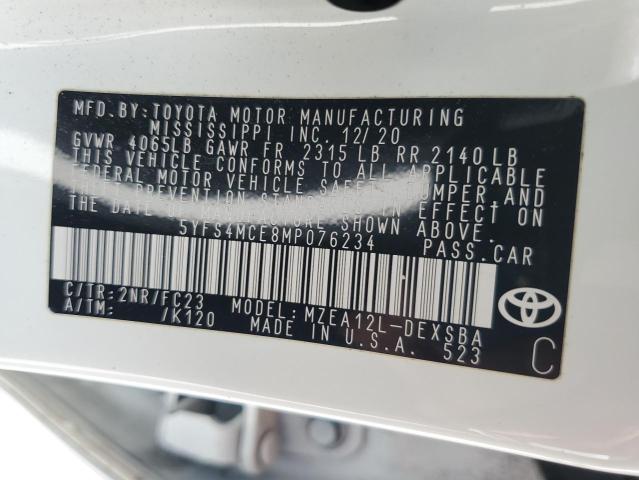 MFD.BY:TOYOTA MOTOR MANUFACTURING
MISSISSIPPI INC. 12/20
GVWR 4065LB GAWR FR 2315LB RR 2140LB
THIS VEHICLE CONFORMS TO ALL APPLICABLE
FEDERAL MOTOR VEHICLE SAFETY, BUMPER, AND
THEFT PREVENTION STANDARDS IN EFFECT ON
THE DATE OF MANUFACTURE SHOWN ABOVE.
5YFS4MCE8MP076234 PASS.CAR
C/TR:2NR/FC23 MODEL:MZEA12L-DEXSBA
A/TM: /K120 MADE IN U.S.A. 523
TOYOTA
C